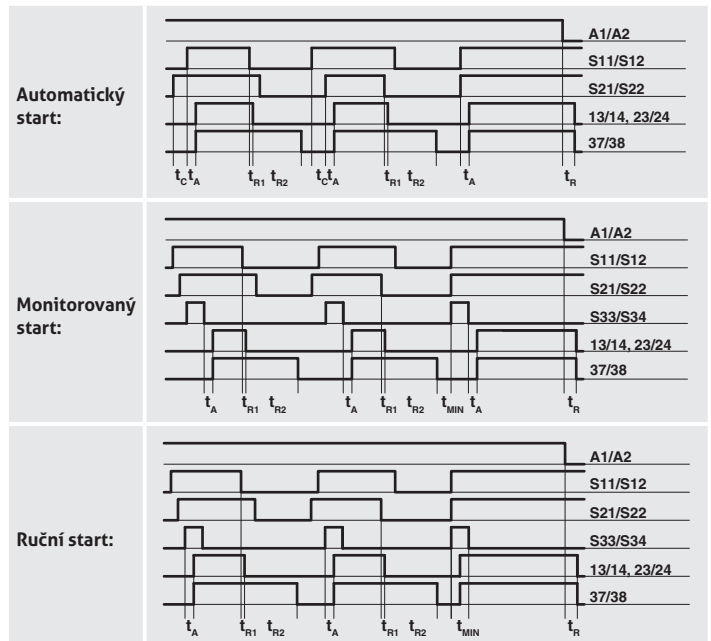 Automatický
start:
A1/A2
S11/S12
S21/S22
13/14, 23/24
37/38
tC tA tR1 tR2 tC tA tR1 tR2 tA tR
Monitorovaný
start:
A1/A2
S11/S12
S21/S22
S33/S34
13/14, 23/24
37/38
tA tR1 tR2 tA tR1 tR2 tMIN tA tR
Ruční start:
A1/A2
S11/S12
S21/S22
S33/S34
13/14, 23/24
37/38
tA tR1 tR2 tA tR1 tR2 tMIN tR